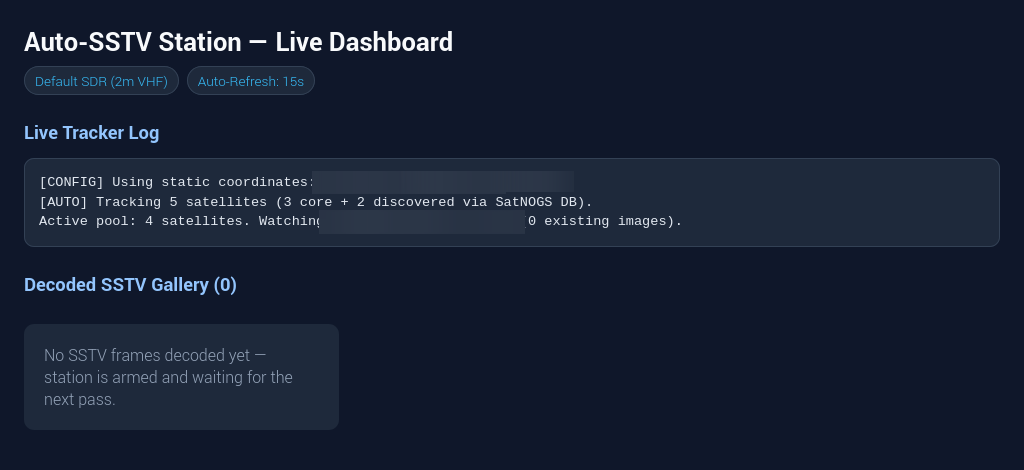 Auto-SSTV Station — Live Dashboard
Default SDR (2m VHF) Auto-Refresh: 15s
Live Tracker Log
[CONFIG] Using static coordinates:
[AUTO] Tracking 5 satellites (3 core + 2 discovered via SatNOGS DB).
Active pool: 4 satellites. Watching 0 existing images).
Decoded SSTV Gallery (0)
No SSTV frames decoded yet —
station is armed and waiting for the
next pass.